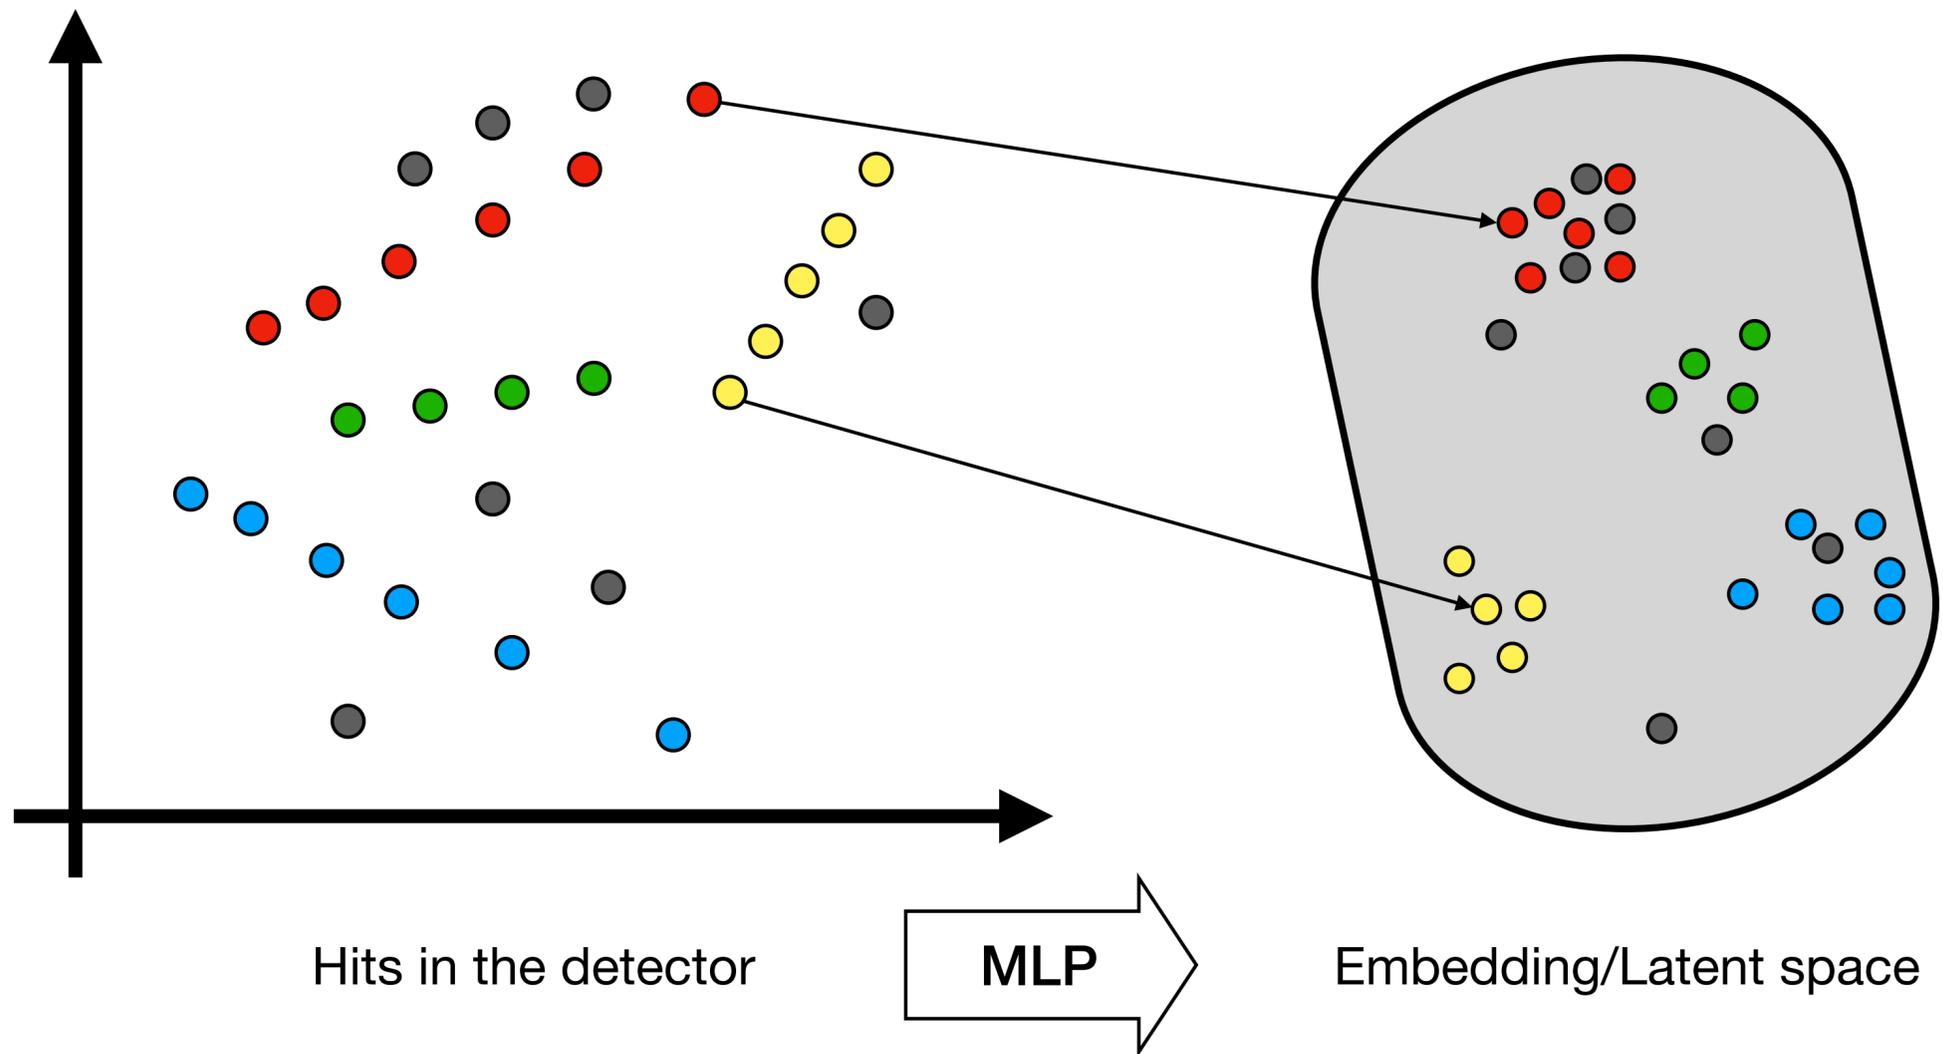 Hits in the detector
MLP
Embedding/Latent space